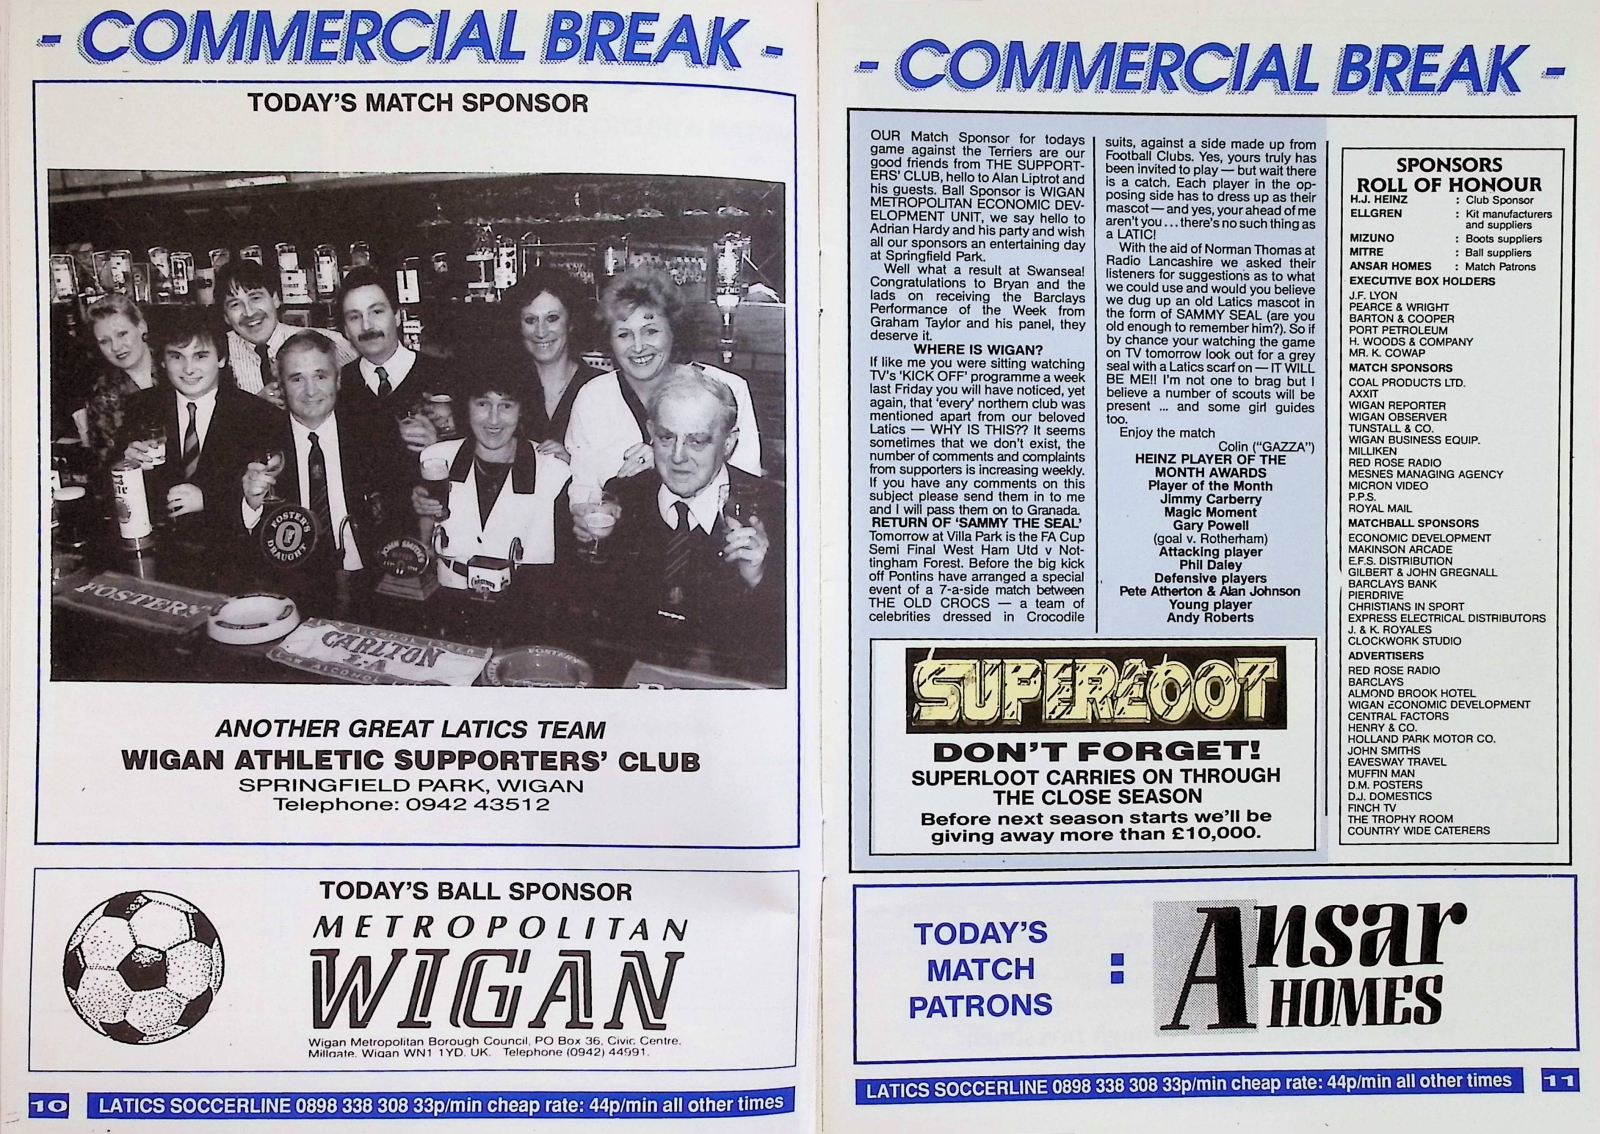 - COMMERCIAL BREAK -
TODAY'S MATCH SPONSOR
FOSTER'S
DRAUGHT
JOHN SMITH'S
FOSTER'S
CARLTON
L.A
ANOTHER GREAT LATICS TEAM
WIGAN ATHLETIC SUPPORTERS' CLUB
SPRINGFIELD PARK, WIGAN
Telephone: 0942 43512
TODAY'S BALL SPONSOR
METROPOLITAN
WIGAN
Wigan Metropolitan Borough Council, PO Box 36, Civic Centre,
Millgate, Wigan WN1 1YD. UK. Telephone (0942) 44991.
10 LATICS SOCCERLINE 0898 338 308 33p/min cheap rate: 44p/min all other times
- COMMERCIAL BREAK -
OUR Match Sponsor for todays
game against the Terriers are our
good friends from THE SUPPORT-
ERS' CLUB, hello to Alan Liptrot and
his guests. Ball Sponsor is WIGAN
METROPOLITAN ECONOMIC DEV-
ELOPMENT UNIT, we say hello to
Adrian Hardy and his party and wish
all our sponsors an entertaining day
at Springfield Park.
Well what a result at Swansea!
Congratulations to Bryan and the
lads on receiving the Barclays
Performance of the Week from
Graham Taylor and his panel, they
deserve it.
WHERE IS WIGAN?
If like me you were sitting watching
TV's 'KICK OFF' programme a week
last Friday you will have noticed, yet
again, that 'every' northern club was
mentioned apart from our beloved
Latics — WHY IS THIS?? It seems
sometimes that we don't exist, the
number of comments and complaints
from supporters is increasing weekly.
If you have any comments on this
subject please send them in to me
and I will pass them on to Granada.
RETURN OF 'SAMMY THE SEAL'
Tomorrow at Villa Park is the FA Cup
Semi Final West Ham Utd v Not-
tingham Forest. Before the big kick
off Pontins have arranged a special
event of a 7-a-side match between
THE OLD CROCS — a team of
celebrities dressed in Crocodile
suits, against a side made up from
Football Clubs. Yes, yours truly has
been invited to play — but wait there
is a catch. Each player in the op-
posing side has to dress up as their
mascot — and yes, your ahead of me
aren't you . . . there's no such thing as
a LATIC!
With the aid of Norman Thomas at
Radio Lancashire we asked their
listeners for suggestions as to what
we could use and would you believe
we dug up an old Latics mascot in
the form of SAMMY SEAL (are you
old enough to remember him?). So if
by chance your watching the game
on TV tomorrow look out for a grey
seal with a Latics scarf on — IT WILL
BE ME!! I'm not one to brag but I
believe a number of scouts will be
present ... and some girl guides
too.
Enjoy the match
Colin ("GAZZA")
HEINZ PLAYER OF THE
MONTH AWARDS
Player of the Month
Jimmy Carberry
Magic Moment
Gary Powell
(goal v. Rotherham)
Attacking player
Phil Daley
Defensive players
Pete Atherton & Alan Johnson
Young player
Andy Roberts
SUPERLOOT
DON'T FORGET!
SUPERLOOT CARRIES ON THROUGH
THE CLOSE SEASON
Before next season starts we'll be
giving away more than £10,000.
SPONSORS
ROLL OF HONOUR
H.J. HEINZ : Club Sponsor
ELLGREN : Kit manufacturers
and suppliers
MIZUNO : Boots suppliers
MITRE : Ball suppliers
ANSAR HOMES : Match Patrons
EXECUTIVE BOX HOLDERS
J.F. LYON
PEARCE & WRIGHT
BARTON & COOPER
PORT PETROLEUM
H. WOODS & COMPANY
MR. K. COWAP
MATCH SPONSORS
COAL PRODUCTS LTD.
AXXIT
WIGAN REPORTER
WIGAN OBSERVER
TUNSTALL & CO.
WIGAN BUSINESS EQUIP.
MILLIKEN
RED ROSE RADIO
MESNES MANAGING AGENCY
MICRON VIDEO
P.P.S.
ROYAL MAIL
MATCHBALL SPONSORS
ECONOMIC DEVELOPMENT
MAKINSON ARCADE
E.F.S. DISTRIBUTION
GILBERT & JOHN GREGNALL
BARCLAYS BANK
PIERDRIVE
CHRISTIANS IN SPORT
EXPRESS ELECTRICAL DISTRIBUTORS
J. & K. ROYALES
CLOCKWORK STUDIO
ADVERTISERS
RED ROSE RADIO
BARCLAYS
ALMOND BROOK HOTEL
WIGAN ECONOMIC DEVELOPMENT
CENTRAL FACTORS
HENRY & CO.
HOLLAND PARK MOTOR CO.
JOHN SMITHS
EAVESWAY TRAVEL
MUFFIN MAN
D.M. POSTERS
D.J. DOMESTICS
FINCH TV
THE TROPHY ROOM
COUNTRY WIDE CATERERS
TODAY'S
MATCH :
PATRONS
Ansar
HOMES
LATICS SOCCERLINE 0898 338 308 33p/min cheap rate: 44p/min all other times 11